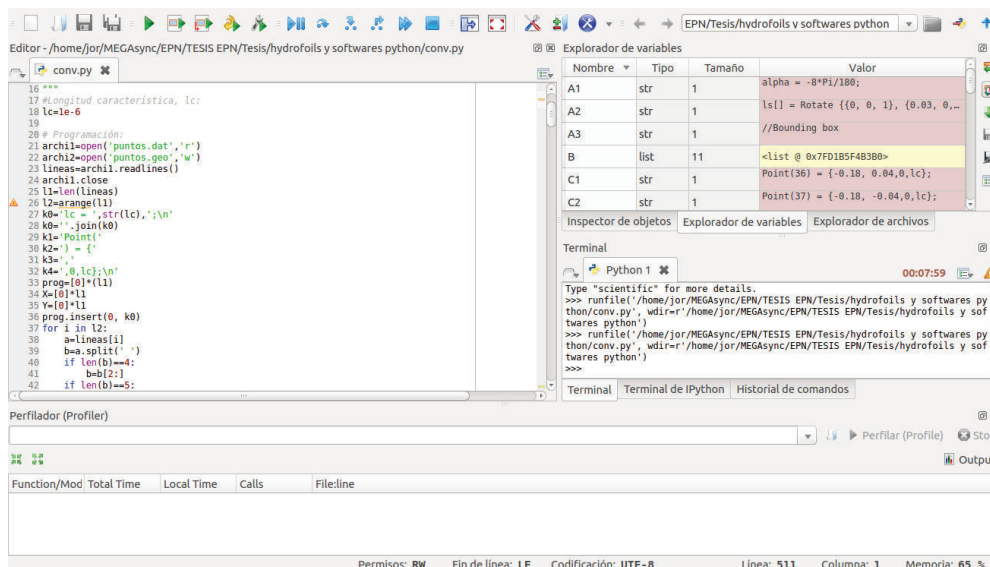 EPN/Tesis/hydrofoils y softwares python
Editor - /home/jor/MEGAsync/EPN/TESIS EPN/Tesis/hydrofoils y softwares python/conv.py
conv.py
16 """
17 #Longitud característica, lc:
18 lc=1e-6
19
20 # Programación:
21 archi1=open('puntos.dat','r')
22 archi2=open('puntos.geo','w')
23 lineas=archi1.readlines()
24 archi1.close
25 l1=len(lineas)
26 l2=arange(l1)
27 k0='lc = ',str(lc),';\n'
28 k0=''.join(k0)
29 k1='Point('
30 k2=') = {'
31 k3=','
32 k4=',0,lc};\n'
33 prog=[0]*(l1)
34 X=[0]*l1
35 Y=[0]*l1
36 prog.insert(0, k0)
37 for i in l2:
38     a=lineas[i]
39     b=a.split(' ')
40     if len(b)==4:
41         b=b[2:]
42     if len(b)==5:
Explorador de variables
Nombre Tipo Tamaño Valor
A1 str 1 alpha = -8*Pi/180;
A2 str 1 ls[] = Rotate {{0, 0, 1}, {0.03, 0,…
A3 str 1 //Bounding box
B list 11 <list @ 0x7FD1B5F4B3B0>
C1 str 1 Point(36) = {-0.18, 0.04,0,lc};
C2 str 1 Point(37) = {-0.18, -0.04,0,lc};
Inspector de objetos Explorador de variables Explorador de archivos
Terminal
Python 1 00:07:59
Type "scientific" for more details.
>>> runfile('/home/jor/MEGAsync/EPN/TESIS EPN/Tesis/hydrofoils y softwares py
thon/conv.py', wdir=r'/home/jor/MEGAsync/EPN/TESIS EPN/Tesis/hydrofoils y sof
twares python')
>>> runfile('/home/jor/MEGAsync/EPN/TESIS EPN/Tesis/hydrofoils y softwares py
thon/conv.py', wdir=r'/home/jor/MEGAsync/EPN/TESIS EPN/Tesis/hydrofoils y sof
twares python')
>>>
Terminal Terminal de IPython Historial de comandos
Perfilador (Profiler)
Perfilar (Profile) Sto
Outpu
Function/Mod Total Time Local Time Calls File:line
Permisos: RW Fin de línea: LF Codificación: UTF-8 Línea: 511 Columna: 1 Memoria: 65 %